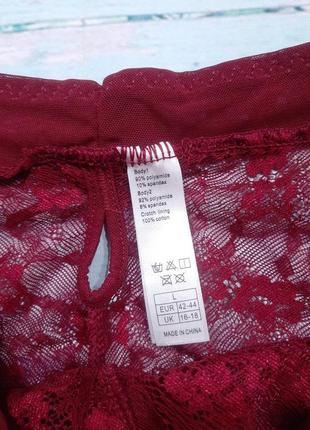 Body1
90% polyamide
10% spandex
Body2
92% polyamide
8% spandex
Crotch lining
100% cotton
L
EUR 42-44
UK 16-18
MADE IN CHINA